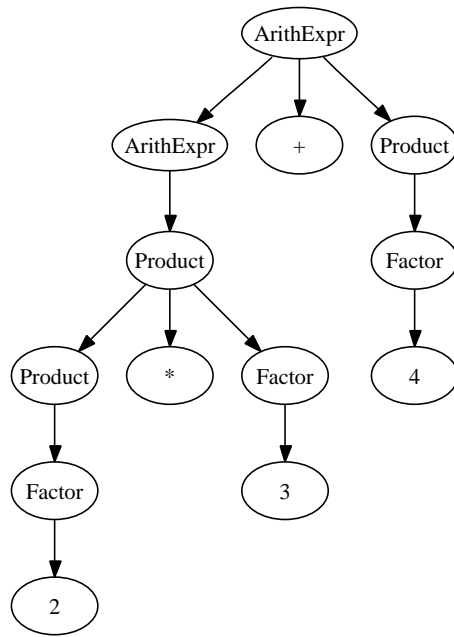 ArithExpr
ArithExpr + Product
Product Factor
Product * Factor 4
Factor 3
2